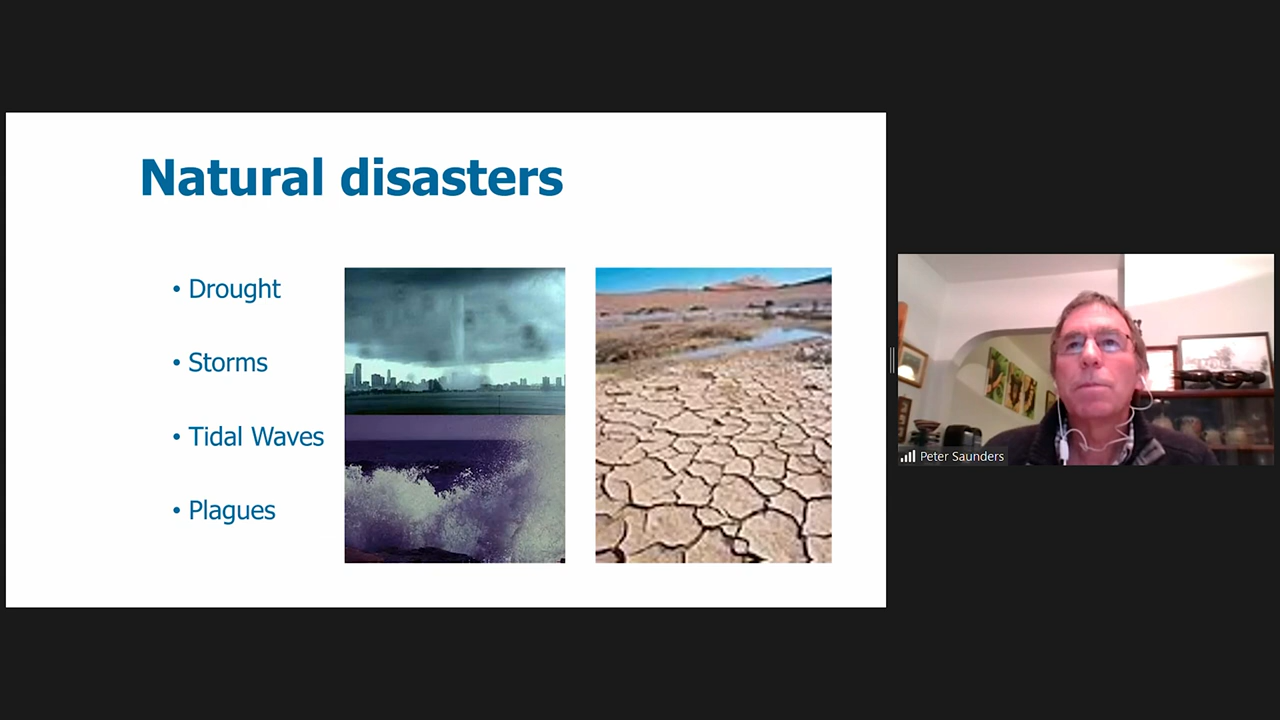 Natural disasters
• Drought
• Storms
• Tidal Waves
• Plagues
Peter Saunders